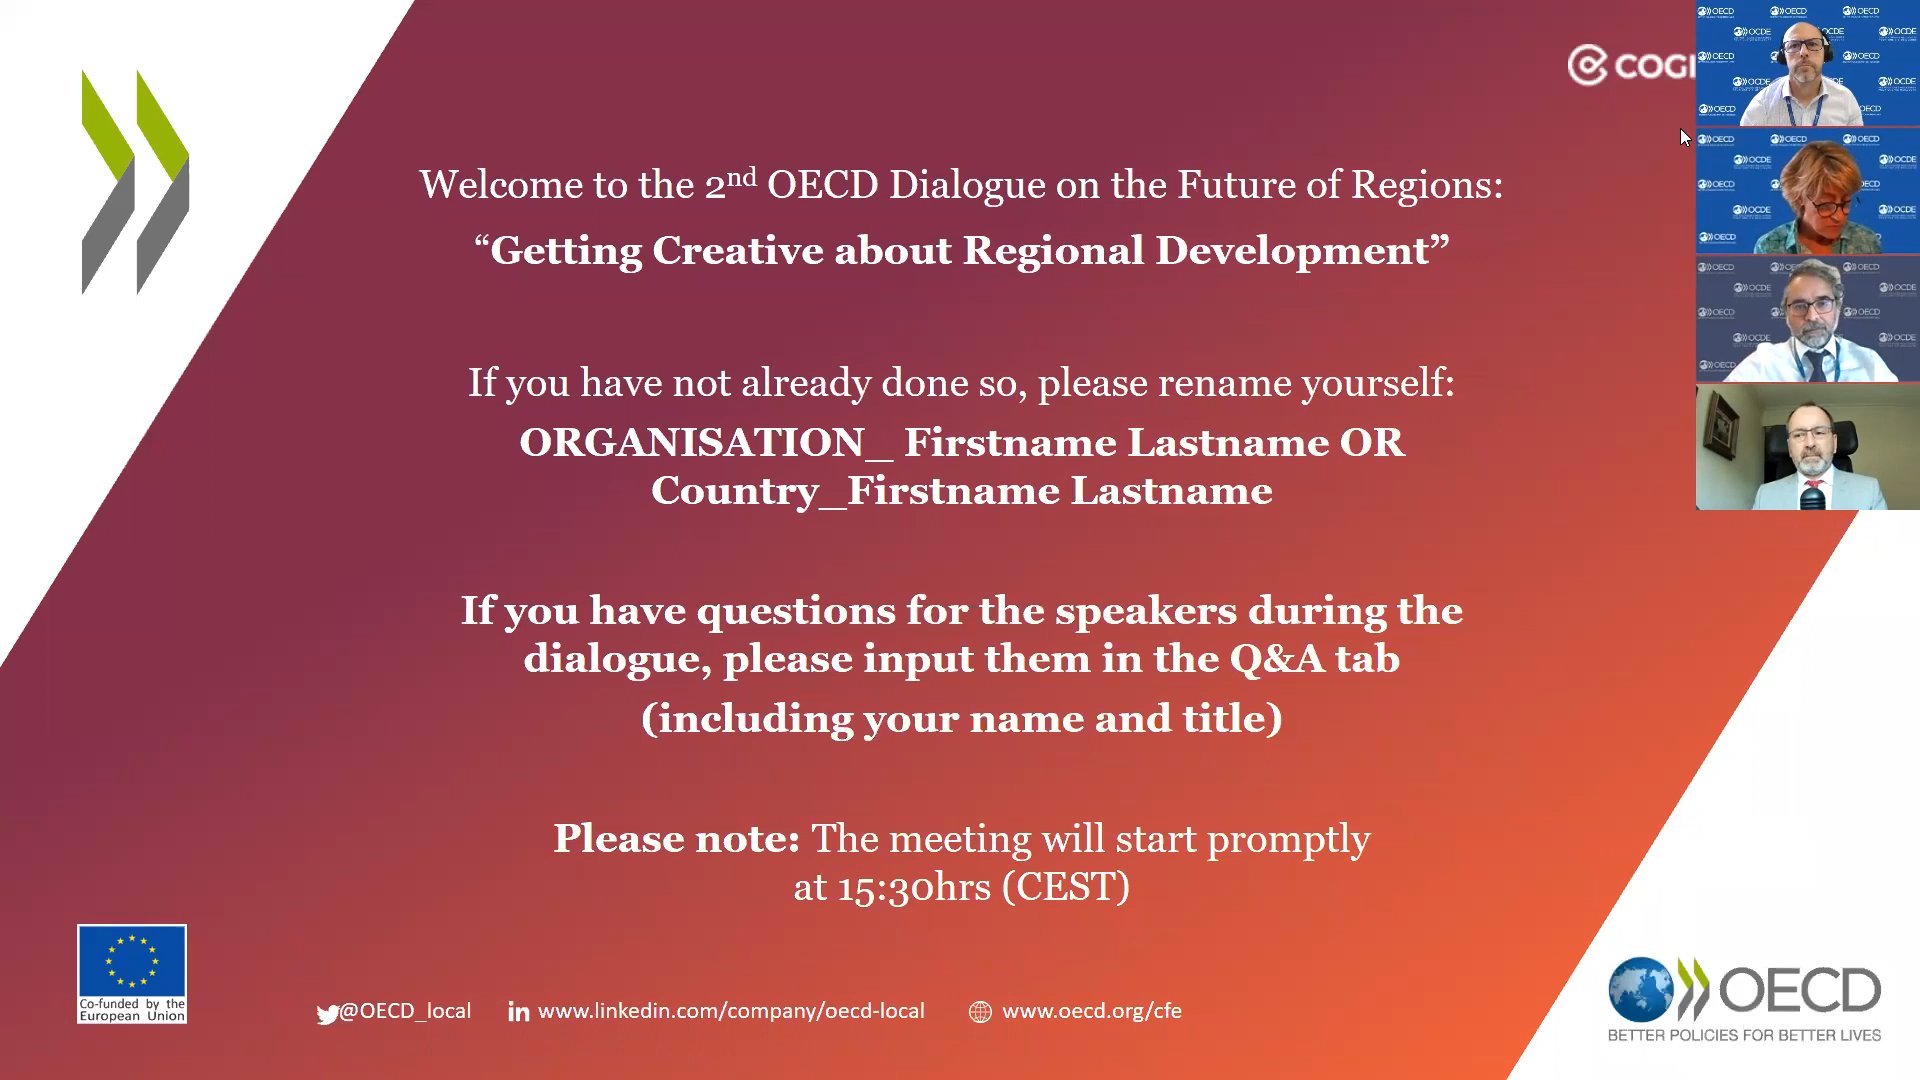 COGI
Welcome to the 2nd OECD Dialogue on the Future of Regions:
“Getting Creative about Regional Development”
If you have not already done so, please rename yourself:
ORGANISATION_ Firstname Lastname OR
Country_Firstname Lastname
If you have questions for the speakers during the
dialogue, please input them in the Q&A tab
(including your name and title)
Please note: The meeting will start promptly
at 15:30hrs (CEST)
Co-funded by the
European Union
@OECD_local
www.linkedin.com/company/oecd-local
www.oecd.org/cfe
OECD
BETTER POLICIES FOR BETTER LIVES